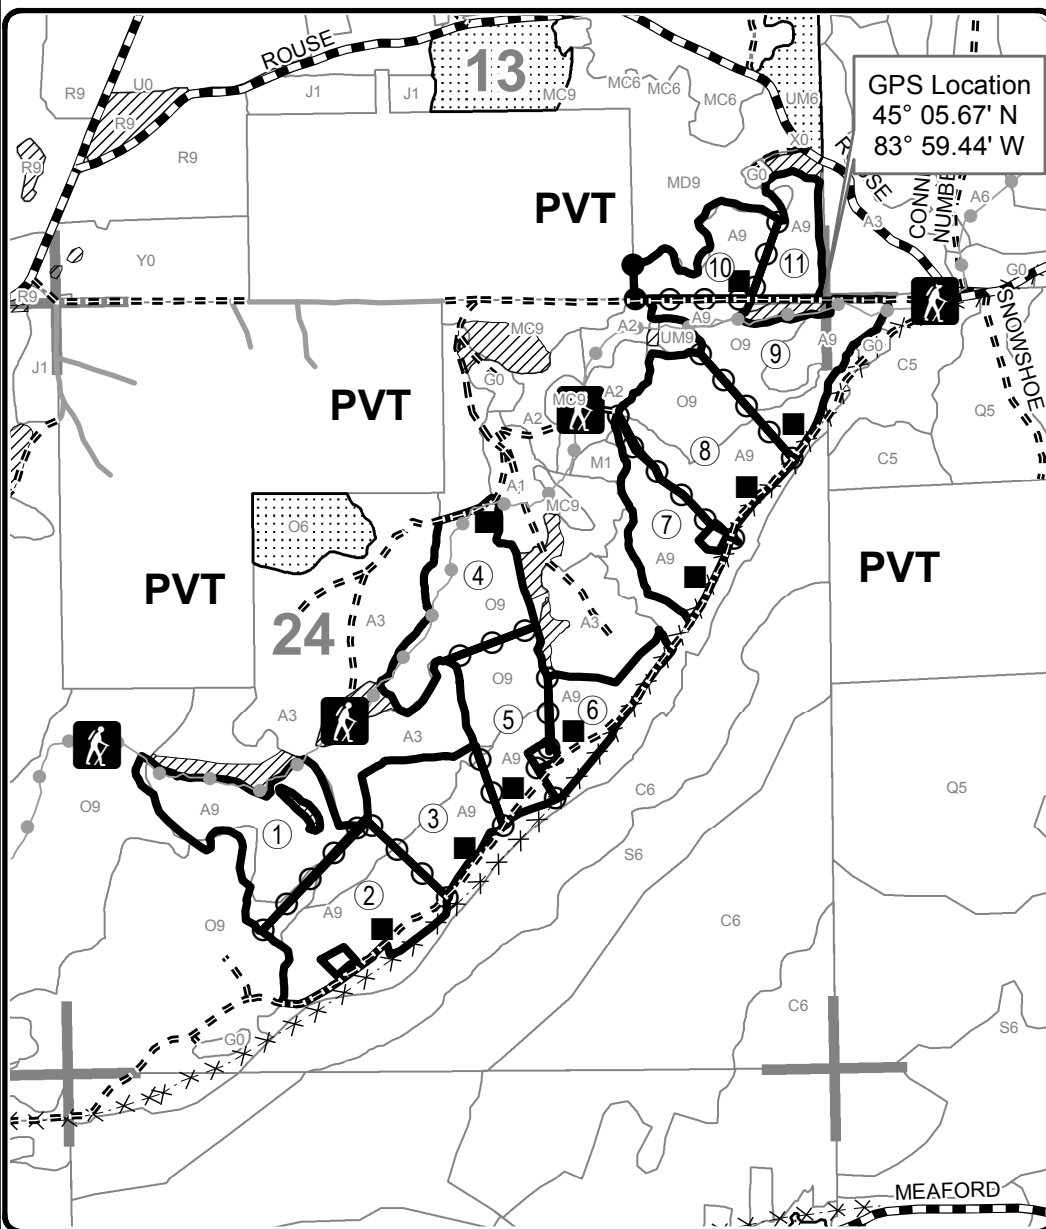 ROUSE
13
GPS Location
45° 05.67' N
83° 59.44' W
R9
U0
J1
J1
MC9
MC6
MC6
MC6
UM6
R9
R9
R9
X0
G0
MD9
A6
A3
CONN
NUMBE
PVT
A9
A9
Y0
10
11
G0
R9
MC9
A2
A9
UM9
O9
9
A9
G0
SNOWSHOE
J1
G0
C5
PVT
MC9
A2
A2
O9
Q5
8
A9
C5
M1
A1
MC9
O6
7
PVT
A9
PVT
4
O9
A3
24
A3
O9
A9
6
A3
5
A3
A9
O9
A9
3
A9
C6
Q5
1
S6
2
A9
O9
C6
C6
S6
G0
MEAFORD